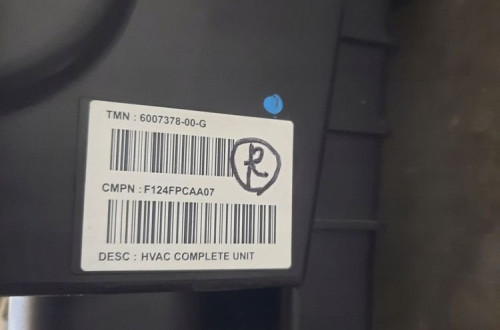 TMN : 6007378-00-G
R
CMPN : F124FPCAA07
DESC : HVAC COMPLETE UNIT